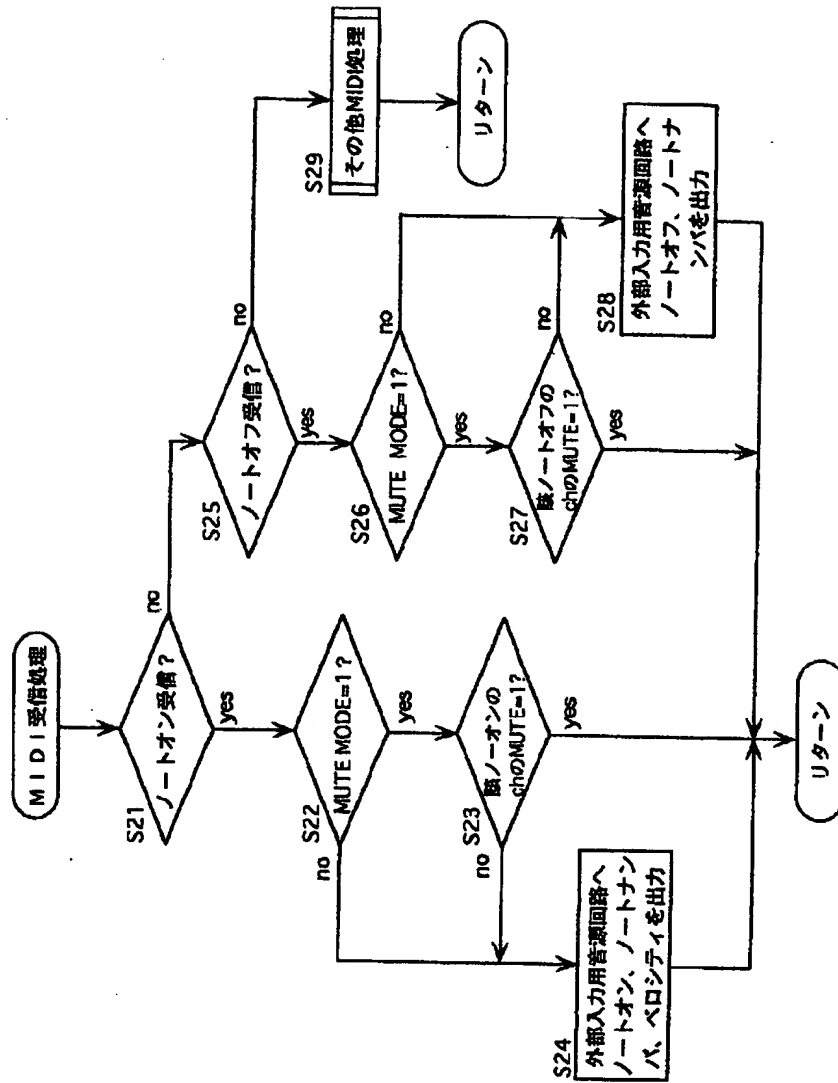 MIDI受信処理
S21
ノートオン受信?
no
yes
S22
MUTE MODE=1?
no
yes
S23
該ノーオンの
chのMUTE=1?
no
yes
S24
外部入力用音源回路へ
ノートオン、ノートナン
バ、ベロシティを出力
S25
ノートオフ受信?
no
yes
S26
MUTE MODE=1?
no
yes
S27
該ノートオフの
chのMUTE=1?
no
yes
S28
外部入力用音源回路へ
ノートオフ、ノートナ
ンバを出力
S29
その他MIDI処理
リターン
リターン